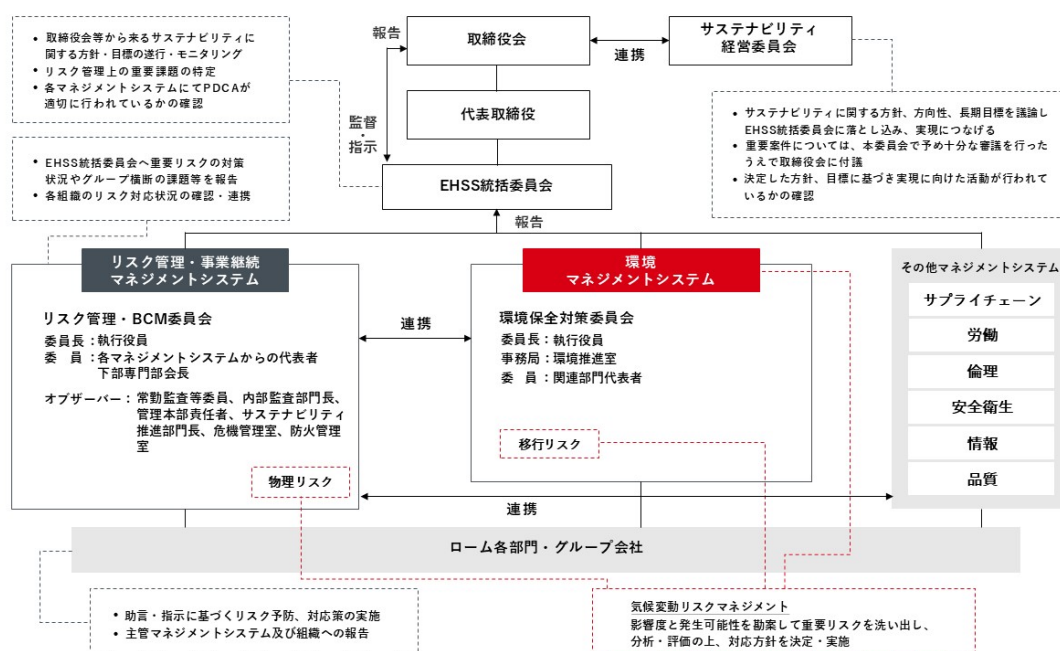 • 取締役会等から来るサステナビリティに
関する方針・目標の遂行・モニタリング
• リスク管理上の重要課題の特定
• 各マネジメントシステムにてPDCAが
適切に行われているかの確認
報告
取締役会
連携
サステナビリティ
経営委員会
代表取締役
監督
・
指示
EHSS統括委員会
• サステナビリティに関する方針、方向性、長期目標を議論し
EHSS統括委員会に落とし込み、実現につなげる
• 重要案件については、本委員会で予め十分な審議を行った
うえで取締役会に付議
• 決定した方針、目標に基づき実現に向けた活動が行われて
いるかの確認
• EHSS統括委員会へ重要リスクの対策
状況やグループ横断の課題等を報告
• 各組織のリスク対応状況の確認・連携
報告
リスク管理・事業継続
マネジメントシステム
リスク管理・BCM委員会
委員長：執行役員
委　員：各マネジメントシステムからの代表者
下部専門部会長
オブザーバー：常勤監査等委員、内部監査部門長、
管理本部責任者、サステナビリティ
推進部門長、危機管理室、防火管理
室
物理リスク
連携
環境
マネジメントシステム
環境保全対策委員会
委員長：執行役員
事務局：環境推進室
委　員：関連部門代表者
移行リスク
連携
その他マネジメントシステム
サプライチェーン
労働
倫理
安全衛生
情報
品質
ローム各部門・グループ会社
• 助言・指示に基づくリスク予防、対応策の実施
• 主管マネジメントシステム及び組織への報告
気候変動リスクマネジメント
影響度と発生可能性を勘案して重要リスクを洗い出し、
分析・評価の上、対応方針を決定・実施